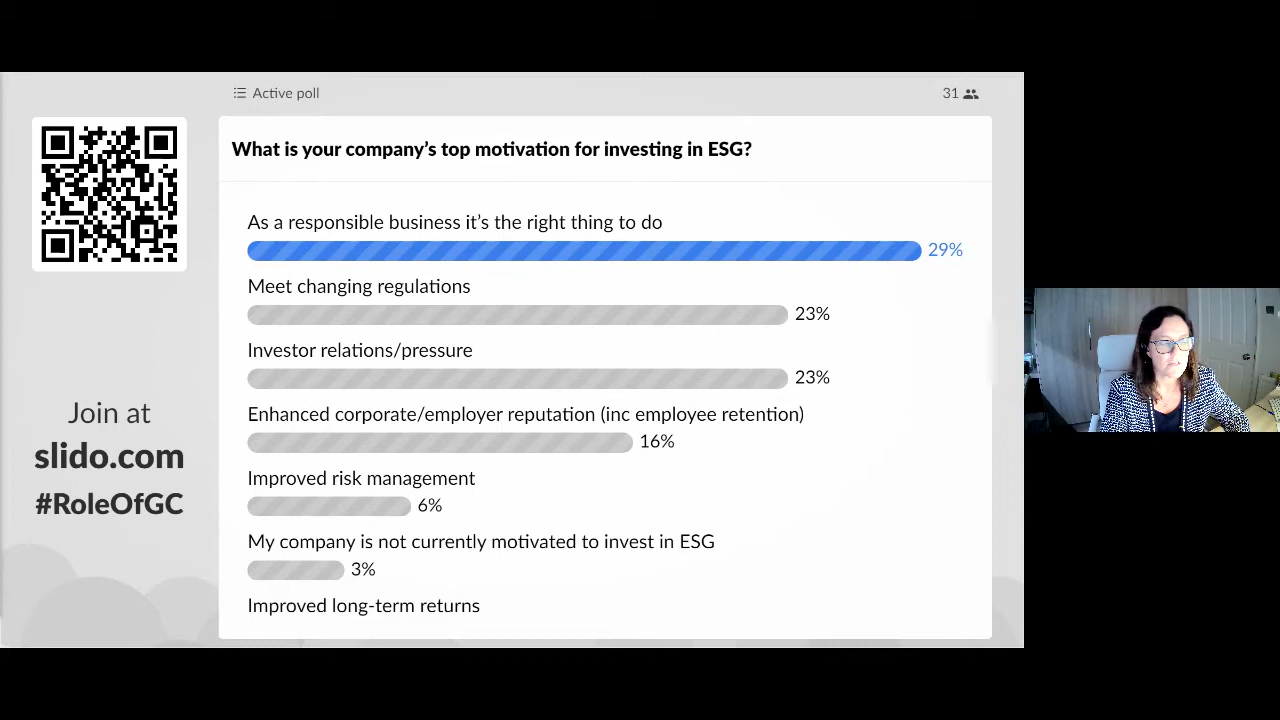 Active poll
31
What is your company's top motivation for investing in ESG?
As a responsible business it's the right thing to do
29%
Meet changing regulations
23%
Investor relations/pressure
23%
Enhanced corporate/employer reputation (inc employee retention)
16%
Improved risk management
6%
My company is not currently motivated to invest in ESG
3%
Improved long-term returns
Join at
slido.com
#RoleOfGC